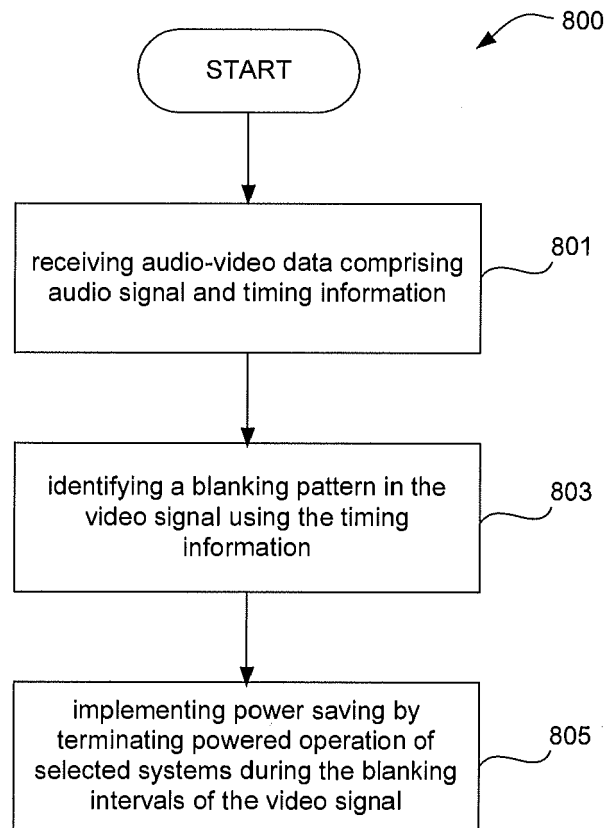 800
START
receiving audio-video data comprising
audio signal and timing information
801
identifying a blanking pattern in the
video signal using the timing
information
803
implementing power saving by
terminating powered operation of
selected systems during the blanking
intervals of the video signal
805